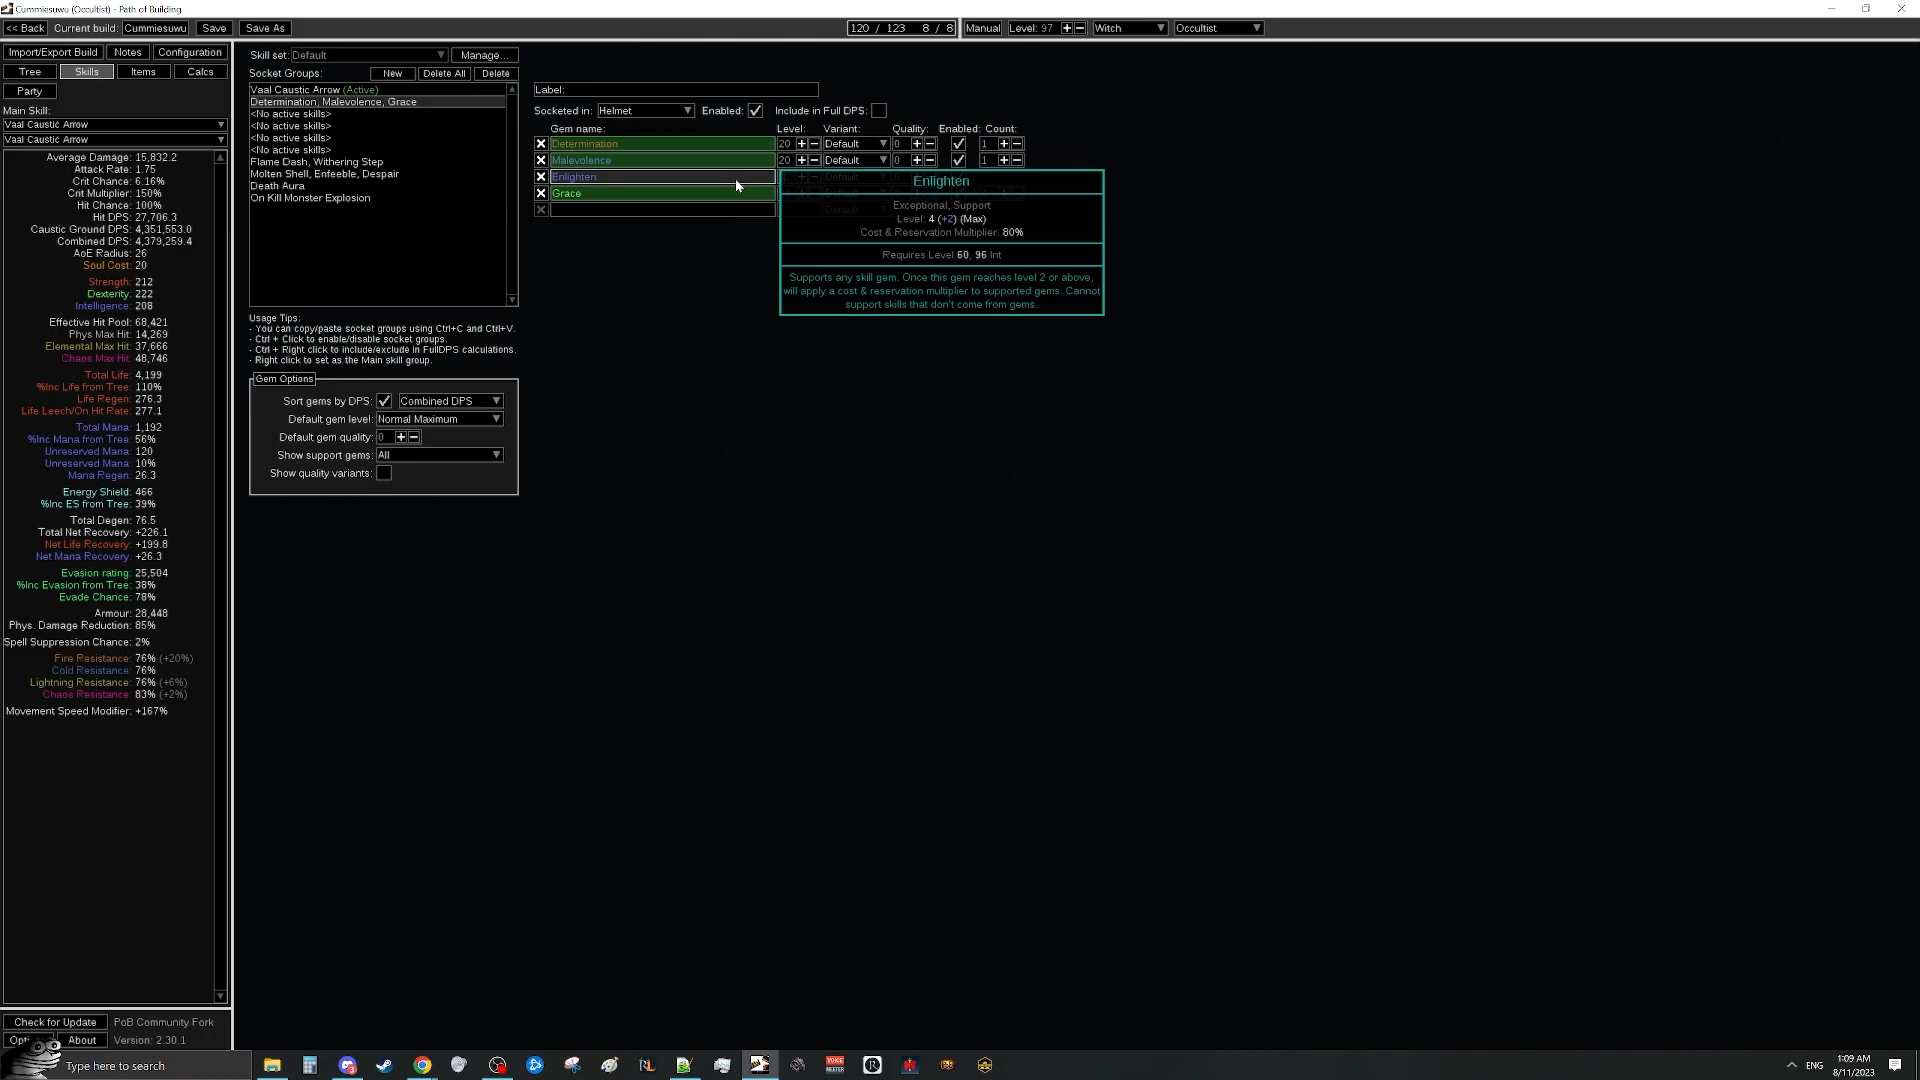 Cummiesuwu (Occultist) - Path of Building
<< Back Current build: Cummiesuwu Save Save As 120 / 123 8 / 8 Manual Level: 97 Witch Occultist
Import/Export Build Notes Configuration
Tree Skills Items Calcs
Party
Main Skill:
Vaal Caustic Arrow
Vaal Caustic Arrow
Average Damage: 15,832.2
Attack Rate: 1.75
Crit Chance: 6.16%
Crit Multiplier: 150%
Hit Chance: 100%
Hit DPS: 27,706.3
Caustic Ground DPS: 4,351,553.0
Combined DPS: 4,379,259.4
AoE Radius: 26
Soul Cost: 20
Strength: 212
Dexterity: 222
Intelligence: 208
Effective Hit Pool: 68,421
Phys Max Hit: 14,269
Elemental Max Hit: 37,666
Chaos Max Hit: 48,746
Total Life: 4,199
%Inc Life from Tree: 110%
Life Regen: 276.3
Life Leech/On Hit Rate: 277.1
Total Mana: 1,192
%Inc Mana from Tree: 56%
Unreserved Mana: 120
Unreserved Mana: 10%
Mana Regen: 26.3
Energy Shield: 466
%Inc ES from Tree: 39%
Total Degen: 76.5
Total Net Recovery: +226.1
Net Life Recovery: +199.8
Net Mana Recovery: +26.3
Evasion rating: 25,504
%Inc Evasion from Tree: 38%
Evade Chance: 78%
Armour: 28,448
Phys. Damage Reduction: 85%
Spell Suppression Chance: 2%
Fire Resistance: 76% (+20%)
Cold Resistance: 76%
Lightning Resistance: 76% (+6%)
Chaos Resistance: 83% (+2%)
Movement Speed Modifier: +167%
Check for Update PoB Community Fork
About Version: 2.30.1
Skill set: Default Manage...
Socket Groups: New Delete All Delete
Vaal Caustic Arrow (Active)
Determination, Malevolence, Grace
<No active skills>
<No active skills>
<No active skills>
<No active skills>
Flame Dash, Withering Step
Molten Shell, Enfeeble, Despair
Death Aura
On Kill Monster Explosion
Usage Tips:
- You can copy/paste socket groups using Ctrl+C and Ctrl+V.
- Ctrl + Click to enable/disable socket groups.
- Ctrl + Right click to include/exclude in FullDPS calculations.
- Right click to set as the Main skill group.
Gem Options
Sort gems by DPS: Combined DPS
Default gem level: Normal Maximum
Default gem quality: 0
Show support gems: All
Show quality variants:
Label:
Socketed in: Helmet Enabled: Include in Full DPS:
Gem name: Level: Variant: Quality: Enabled: Count:
Determination 20 Default 0 1
Malevolence 20 Default 0 1
Enlighten
Grace
Enlighten
Exceptional, Support
Level: 4 (+2) (Max)
Cost & Reservation Multiplier: 80%
Requires Level 60, 96 Int
Supports any skill gem. Once this gem reaches level 2 or above,
will apply a cost & reservation multiplier to supported gems. Cannot
support skills that don't come from gems.
Type here to search
ENG
1:09 AM
8/11/2023